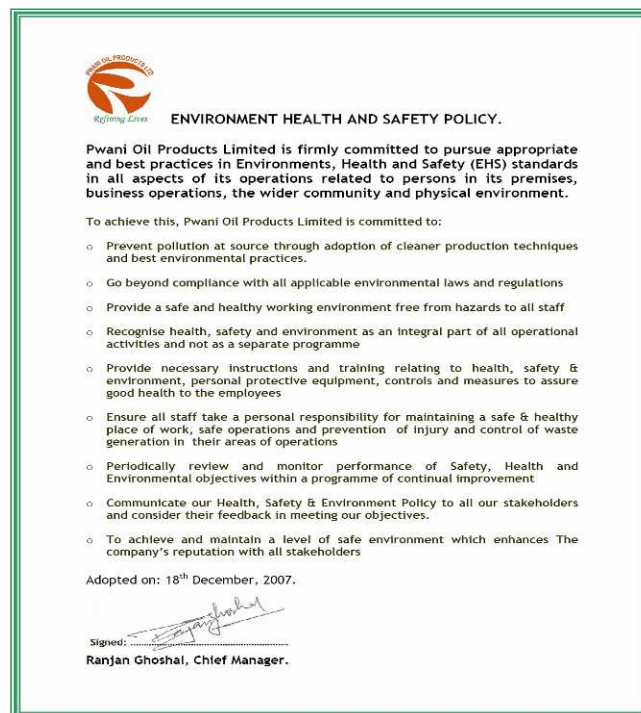 PWANI OIL PRODUCTS LTD
Refining Lives
ENVIRONMENT HEALTH AND SAFETY POLICY.
Pwani Oil Products Limited is firmly committed to pursue appropriate
and best practices in Environments, Health and Safety (EHS) standards
in all aspects of its operations related to persons in its premises,
business operations, the wider community and physical environment.
To achieve this, Pwani Oil Products Limited is committed to:
o Prevent pollution at source through adoption of cleaner production techniques
and best environmental practices.
o Go beyond compliance with all applicable environmental laws and regulations
o Provide a safe and healthy working environment free from hazards to all staff
o Recognise health, safety and environment as an integral part of all operational
activities and not as a separate programme
o Provide necessary instructions and training relating to health, safety &
environment, personal protective equipment, controls and measures to assure
good health to the employees
o Ensure all staff take a personal responsibility for maintaining a safe & healthy
place of work, safe operations and prevention of injury and control of waste
generation in their areas of operations
o Periodically review and monitor performance of Safety, Health and
Environmental objectives within a programme of continual improvement
o Communicate our Health, Safety & Environment Policy to all our stakeholders
and consider their feedback in meeting our objectives.
o To achieve and maintain a level of safe environment which enhances The
company's reputation with all stakeholders
Adopted on: 18th December, 2007.
Signed:
Ranjan Ghoshal, Chief Manager.